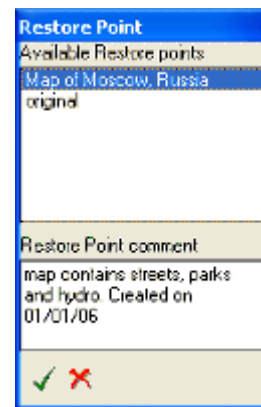 Restore Point
Available Restore points
Map of Moscow, Russia
original
Restore Point comment
map contains streets, parks
and hydro. Created on
01/01/06